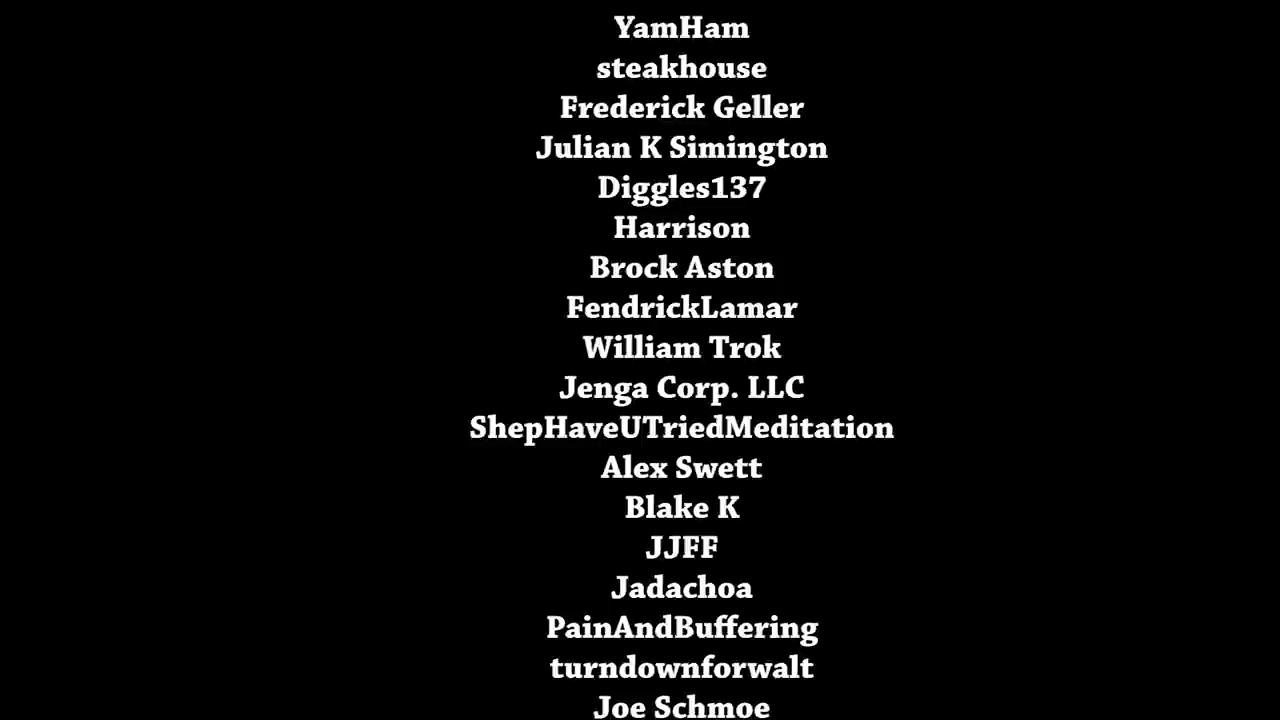 YamHam
steakhouse
Frederick Geller
Julian K Simington
Diggles137
Harrison
Brock Aston
FendrickLamar
William Trok
Jenga Corp. LLC
ShepHaveUTriedMeditation
Alex Swett
Blake K
JJFF
Jadachoa
PainAndBuffering
turndownforwalt
Joe Schmoe